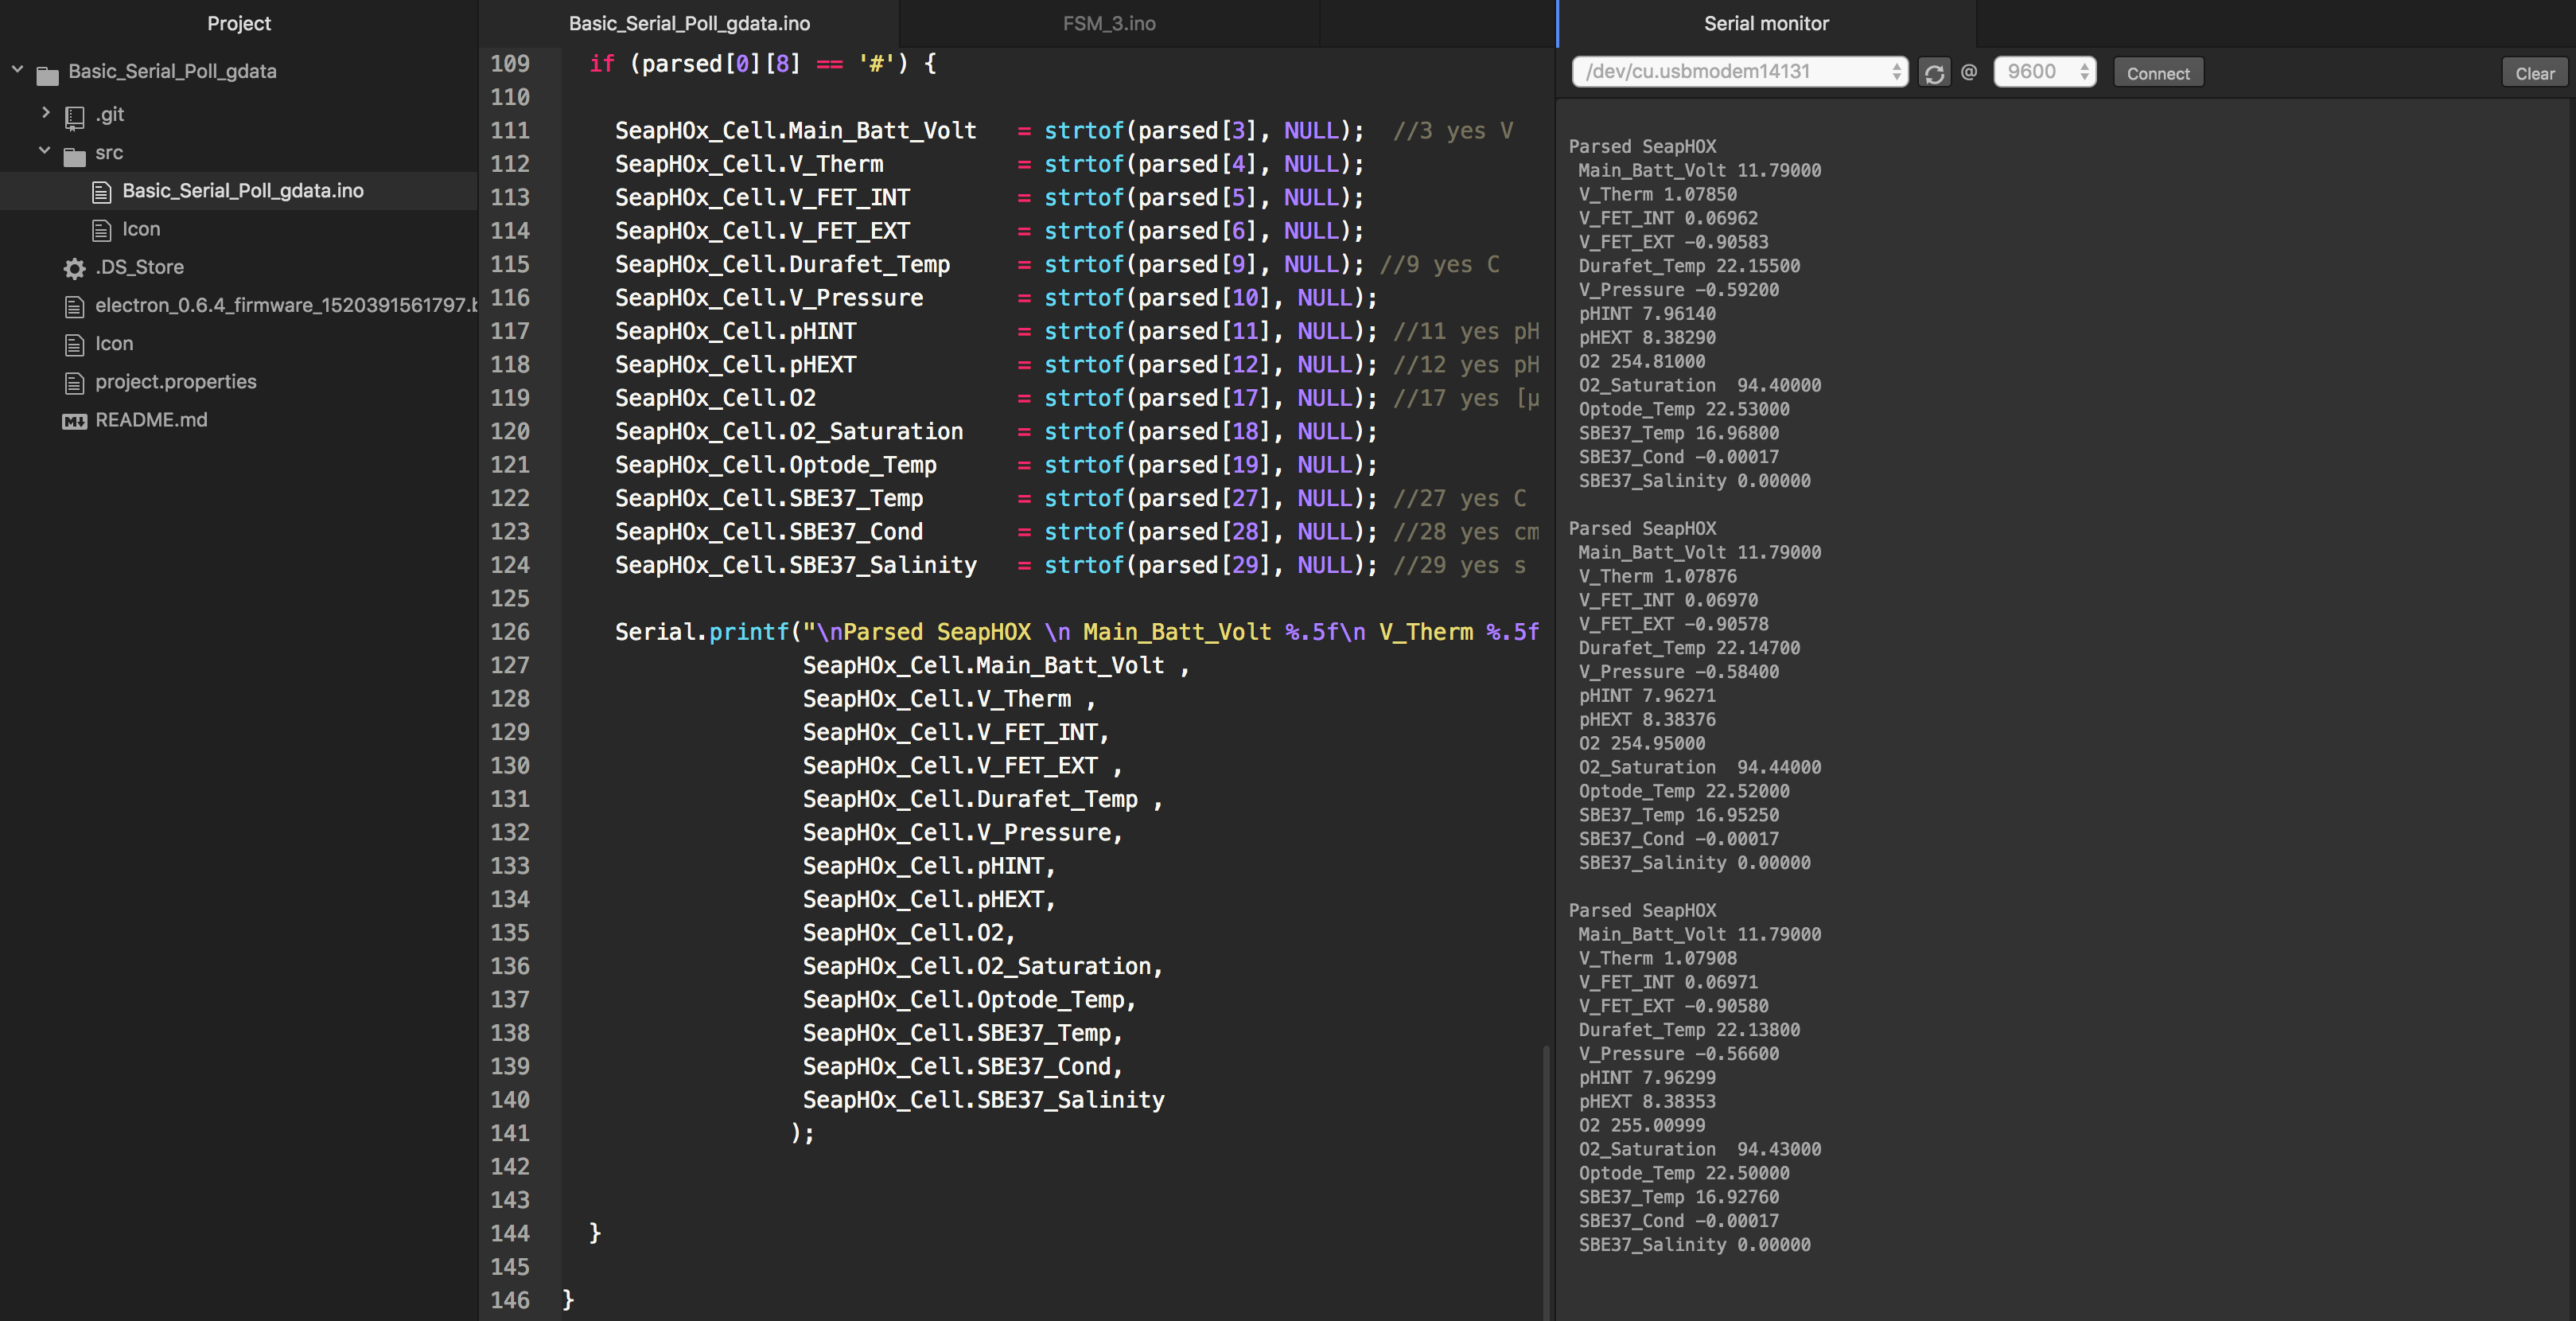 Project
Basic_Serial_Poll_gdata
.git
src
Basic_Serial_Poll_gdata.ino
Icon
.DS_Store
electron_0.6.4_firmware_1520391561797.b
Icon
project.properties
README.md
Basic_Serial_Poll_gdata.ino
FSM_3.ino
109 if (parsed[0][8] == '#') {
110
111 SeapHOx_Cell.Main_Batt_Volt = strtof(parsed[3], NULL); //3 yes V
112 SeapHOx_Cell.V_Therm = strtof(parsed[4], NULL);
113 SeapHOx_Cell.V_FET_INT = strtof(parsed[5], NULL);
114 SeapHOx_Cell.V_FET_EXT = strtof(parsed[6], NULL);
115 SeapHOx_Cell.Durafet_Temp = strtof(parsed[9], NULL); //9 yes C
116 SeapHOx_Cell.V_Pressure = strtof(parsed[10], NULL);
117 SeapHOx_Cell.pHINT = strtof(parsed[11], NULL); //11 yes pH
118 SeapHOx_Cell.pHEXT = strtof(parsed[12], NULL); //12 yes pH
119 SeapHOx_Cell.O2 = strtof(parsed[17], NULL); //17 yes [µ
120 SeapHOx_Cell.O2_Saturation = strtof(parsed[18], NULL);
121 SeapHOx_Cell.Optode_Temp = strtof(parsed[19], NULL);
122 SeapHOx_Cell.SBE37_Temp = strtof(parsed[27], NULL); //27 yes C
123 SeapHOx_Cell.SBE37_Cond = strtof(parsed[28], NULL); //28 yes cm
124 SeapHOx_Cell.SBE37_Salinity = strtof(parsed[29], NULL); //29 yes s
125
126 Serial.printf("\nParsed SeapHOX \n Main_Batt_Volt %.5f\n V_Therm %.5f
127 SeapHOx_Cell.Main_Batt_Volt ,
128 SeapHOx_Cell.V_Therm ,
129 SeapHOx_Cell.V_FET_INT,
130 SeapHOx_Cell.V_FET_EXT ,
131 SeapHOx_Cell.Durafet_Temp ,
132 SeapHOx_Cell.V_Pressure,
133 SeapHOx_Cell.pHINT,
134 SeapHOx_Cell.pHEXT,
135 SeapHOx_Cell.O2,
136 SeapHOx_Cell.O2_Saturation,
137 SeapHOx_Cell.Optode_Temp,
138 SeapHOx_Cell.SBE37_Temp,
139 SeapHOx_Cell.SBE37_Cond,
140 SeapHOx_Cell.SBE37_Salinity
141 );
142
143
144 }
145
146 }
Serial monitor
/dev/cu.usbmodem14131 @ 9600 Connect Clear
Parsed SeapHOX
Main_Batt_Volt 11.79000
V_Therm 1.07850
V_FET_INT 0.06962
V_FET_EXT -0.90583
Durafet_Temp 22.15500
V_Pressure -0.59200
pHINT 7.96140
pHEXT 8.38290
O2 254.81000
O2_Saturation 94.40000
Optode_Temp 22.53000
SBE37_Temp 16.96800
SBE37_Cond -0.00017
SBE37_Salinity 0.00000
Parsed SeapHOX
Main_Batt_Volt 11.79000
V_Therm 1.07876
V_FET_INT 0.06970
V_FET_EXT -0.90578
Durafet_Temp 22.14700
V_Pressure -0.58400
pHINT 7.96271
pHEXT 8.38376
O2 254.95000
O2_Saturation 94.44000
Optode_Temp 22.52000
SBE37_Temp 16.95250
SBE37_Cond -0.00017
SBE37_Salinity 0.00000
Parsed SeapHOX
Main_Batt_Volt 11.79000
V_Therm 1.07908
V_FET_INT 0.06971
V_FET_EXT -0.90580
Durafet_Temp 22.13800
V_Pressure -0.56600
pHINT 7.96299
pHEXT 8.38353
O2 255.00999
O2_Saturation 94.43000
Optode_Temp 22.50000
SBE37_Temp 16.92760
SBE37_Cond -0.00017
SBE37_Salinity 0.00000